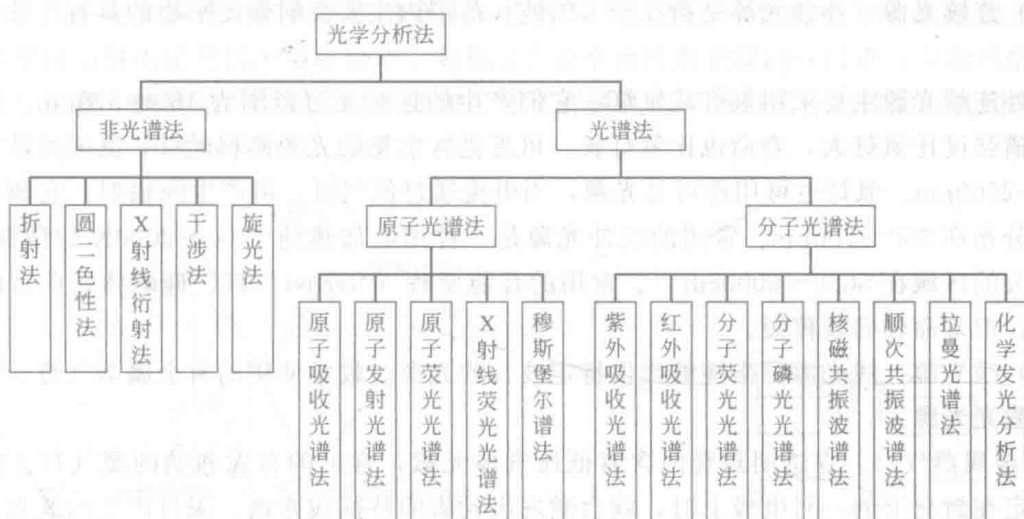 光学分析法
非光谱法
光谱法
折射法
圆二色性法
X射线衍射法
干涉法
旋光法
原子光谱法
分子光谱法
原子吸收光谱法
原子发射光谱法
原子荧光光谱法
X射线荧光光谱法
穆斯堡尔谱法
紫外吸收光谱法
红外吸收光谱法
分子荧光光谱法
分子磷光光谱法
核磁共振波谱法
顺次共振波谱法
拉曼光谱法
化学发光分析法